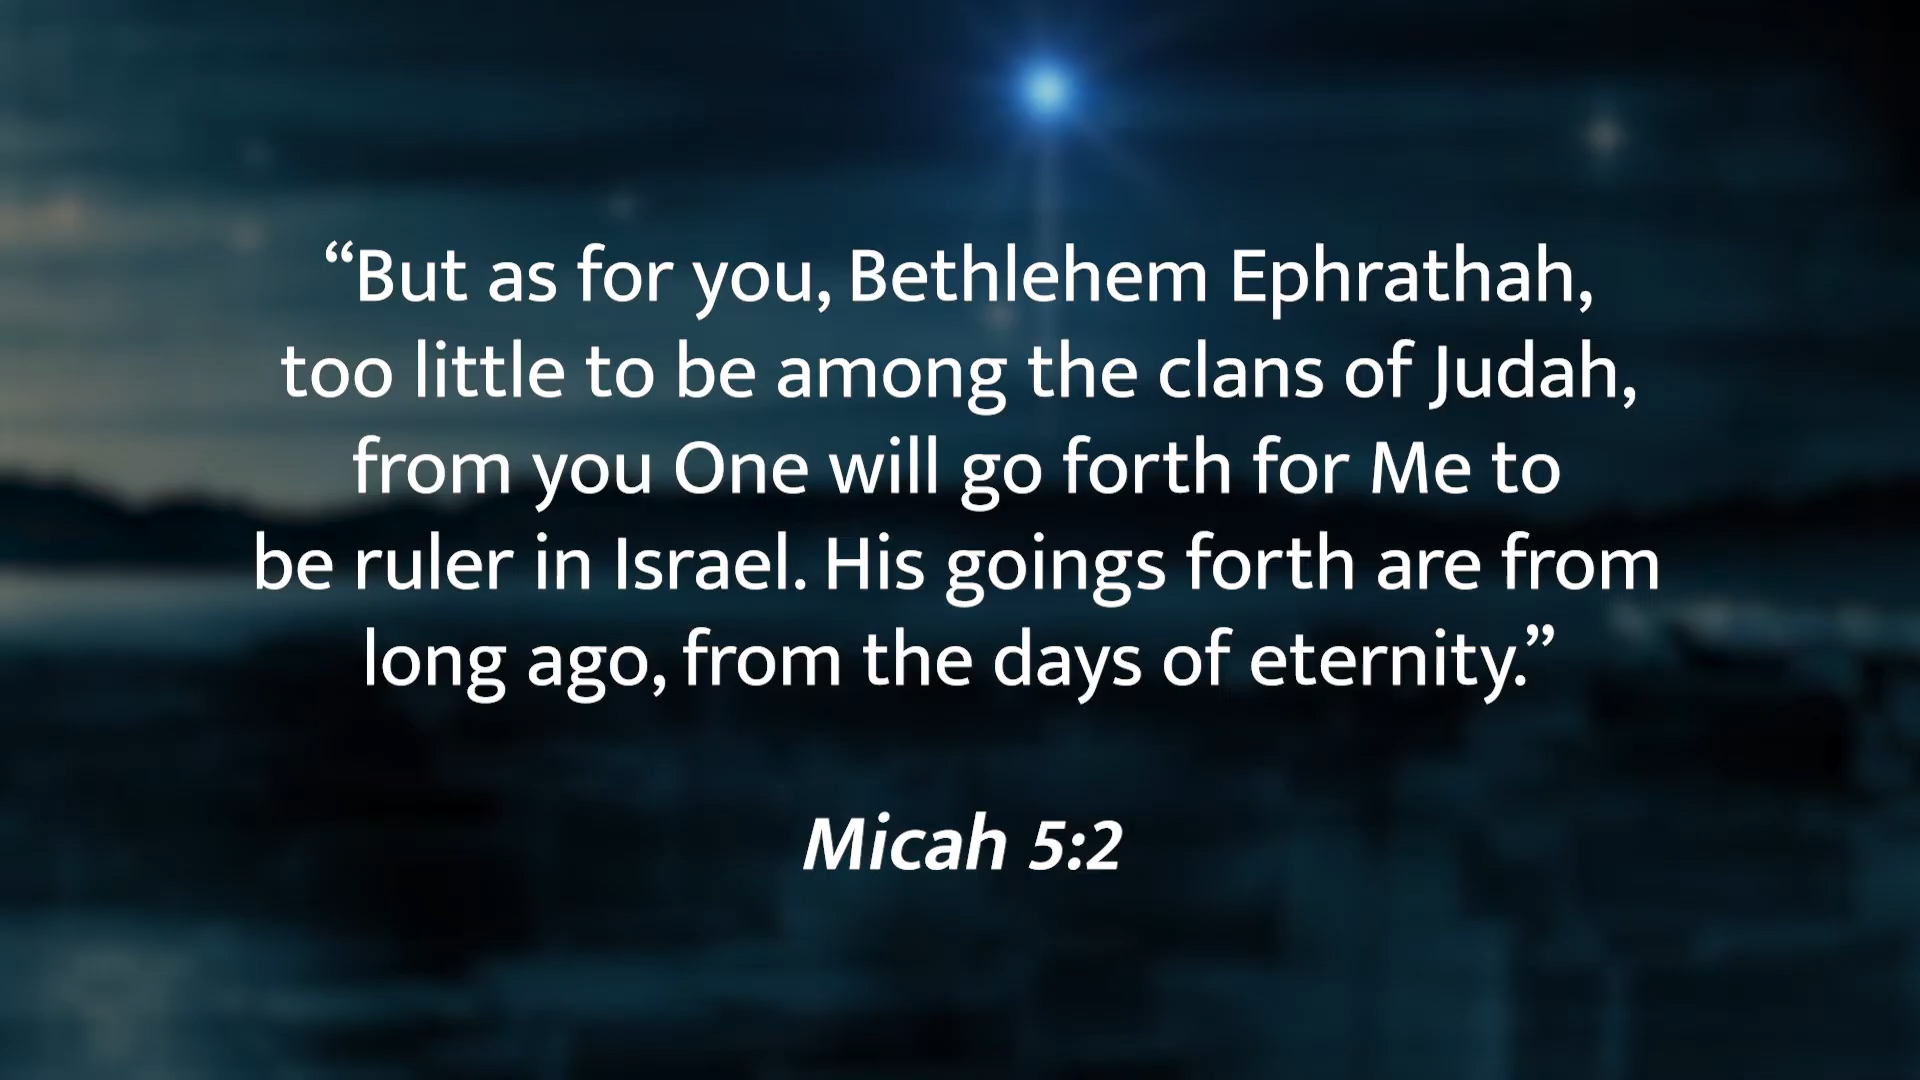 “But as for you, Bethlehem Ephrathah,
too little to be among the clans of Judah,
from you One will go forth for Me to
be ruler in Israel. His goings forth are from
long ago, from the days of eternity.”
Micah 5:2